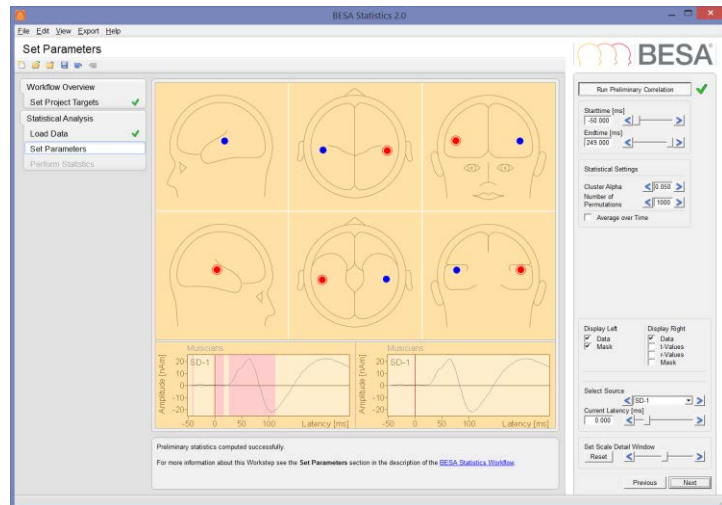 BESA Statistics 2.0
File Edit View Export Help
Set Parameters
BESA
Workflow Overview
Set Project Targets
Statistical Analysis
Load Data
Set Parameters
Perform Statistics
Run Preliminary Correlation
Starttime [ms]
-50.000
Endtime [ms]
249.000
Statistical Settings
Cluster Alpha 0.050
Number of
Permutations 1000
Average over Time
Display Left
Data
Mask
Display Right
Data
t-Values
r-Values
Mask
Select Source
SD-1
Current Latency [ms]
0.000
Set Scale Detail Window
Reset
Previous Next
Musicians
SD-1
Amplitude [nAm]
20
10
0
-10
-20
-50 0 50 100 Latency [ms]
Musicians
SD-1
Amplitude [nAm]
20
10
0
-10
-20
-50 0 50 100 Latency [ms]
Preliminary statistics computed successfully.
For more information about this Workstep see the Set Parameters section in the description of the BESA Statistics Workflow.